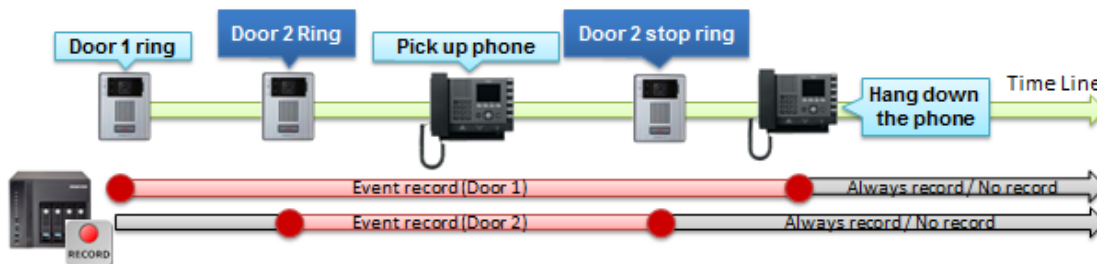 Door 1 ring
Door 2 Ring
Pick up phone
Door 2 stop ring
Hang down
the phone
Time Line
Event record (Door 1)
Always record / No record
Event record (Door 2)
Always record / No record
RECORD